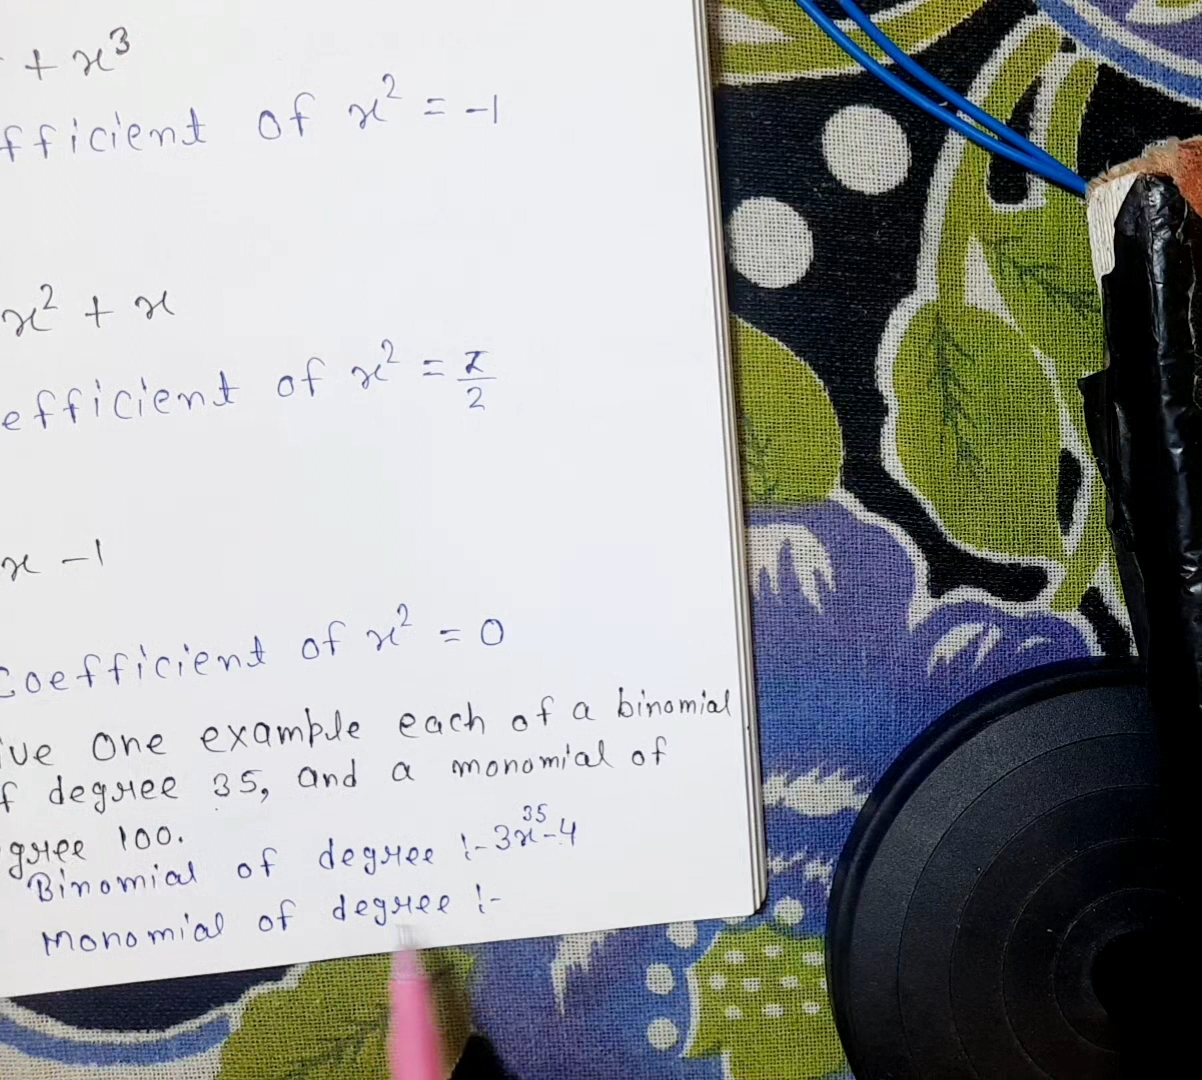 + x³
fficient of x² = -1
x² + x
efficient of x² = π/2
x - 1
Coefficient of x² = 0
ive one example each of a binomial
f degree 35, and a monomial of
gree 100.
Binomial of degree :- 3x³⁵-4
Monomial of degree :-